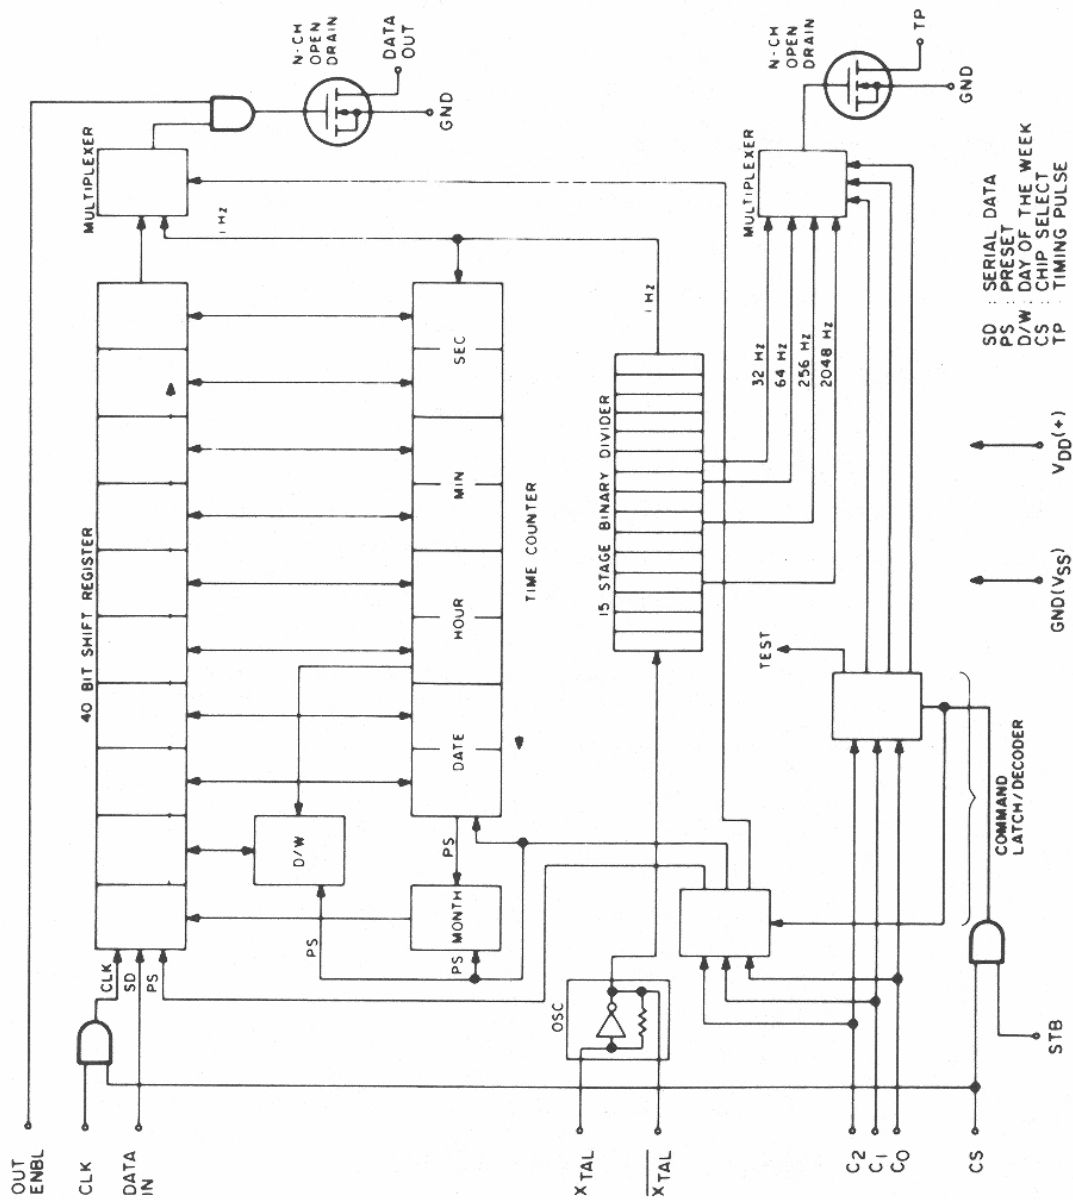 OUT
ENBL
CLK
DATA
IN
XTAL
XTAL
C2
C1
C0
CS
STB
CLK
SD
PS
40 BIT SHIFT REGISTER
MULTIPLEXER
N-CH
OPEN
DRAIN
DATA
OUT
GND
1 Hz
D/W
PS
PS
PS
MONTH
DATE
HOUR
MIN
SEC
TIME COUNTER
OSC
15 STAGE BINARY DIVIDER
1 Hz
32 Hz
64 Hz
256 Hz
2048 Hz
MULTIPLEXER
N-CH
OPEN
DRAIN
TP
GND
TEST
COMMAND
LATCH/DECODER
GND(VSS)
VDD(+)
SD : SERIAL DATA
PS : PRESET
D/W : DAY OF THE WEEK
CS : CHIP SELECT
TP : TIMING PULSE